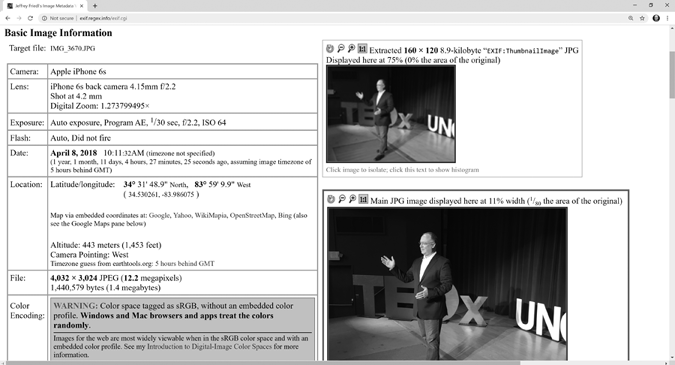 Jeffrey Friedl's Image Metadata
Not secure | exif.regex.info/exif.cgi
Basic Image Information
Target file: IMG_3670.JPG
Camera: Apple iPhone 6s
Lens: iPhone 6s back camera 4.15mm f/2.2
Shot at 4.2 mm
Digital Zoom: 1.273799495×
Exposure: Auto exposure, Program AE, 1/30 sec, f/2.2, ISO 64
Flash: Auto, Did not fire
Date: April 8, 2018 10:11:32AM (timezone not specified)
(1 year, 1 month, 11 days, 4 hours, 27 minutes, 25 seconds ago, assuming image timezone of
5 hours behind GMT)
Location: Latitude/longitude: 34° 31' 48.9" North, 83° 59' 9.9" West
( 34.530261, -83.986075 )
Map via embedded coordinates at: Google, Yahoo, WikiMapia, OpenStreetMap, Bing (also
see the Google Maps pane below)
Altitude: 443 meters (1,453 feet)
Camera Pointing: West
Timezone guess from earthtools.org: 5 hours behind GMT
File: 4,032 × 3,024 JPEG (12.2 megapixels)
1,440,579 bytes (1.4 megabytes)
Color
Encoding:
WARNING: Color space tagged as sRGB, without an embedded color
profile. Windows and Mac browsers and apps treat the colors
randomly.
Images for the web are most widely viewable when in the sRGB color space and with an
embedded color profile. See my Introduction to Digital-Image Color Spaces for more
information.
Extracted 160 × 120 8.9-kilobyte "EXIF:ThumbnailImage" JPG
Displayed here at 75% (0% the area of the original)
TEDx UNG
Click image to isolate; click this text to show histogram
Main JPG image displayed here at 11% width (1/80 the area of the original)
TEDx UNG